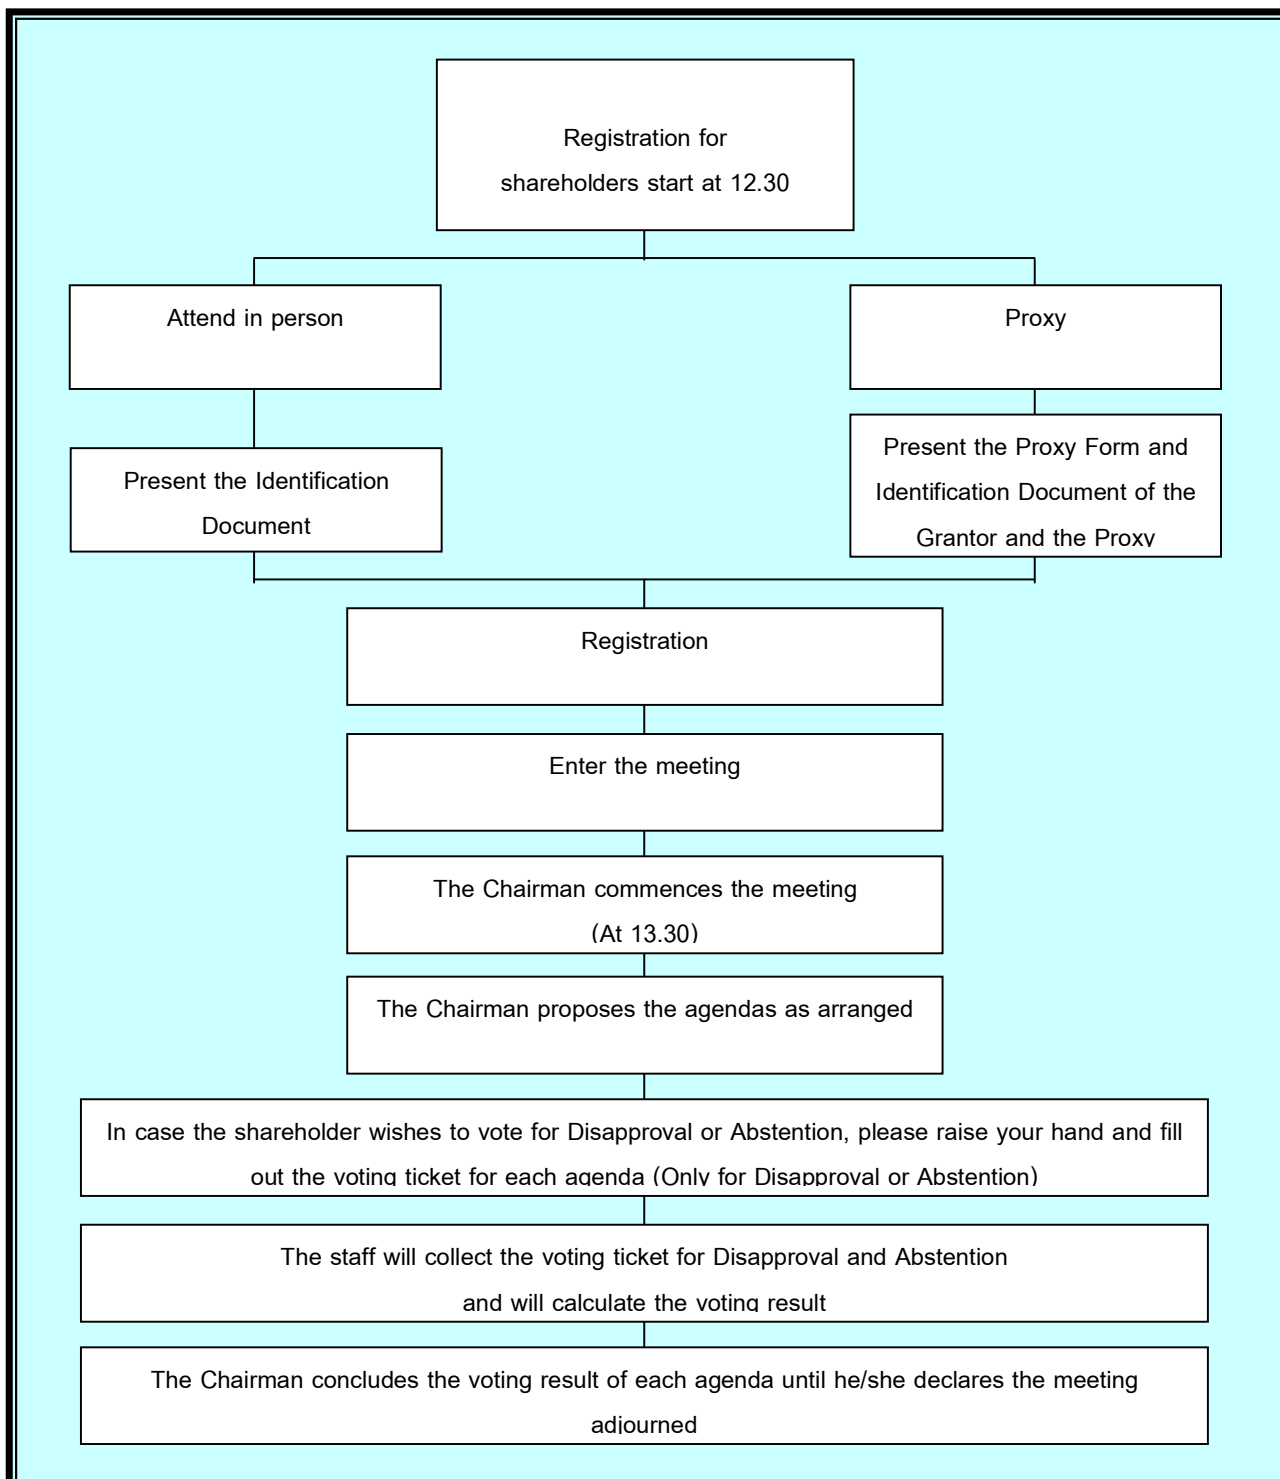 Registration for
shareholders start at 12.30
Attend in person
Proxy
Present the Identification
Document
Present the Proxy Form and
Identification Document of the
Grantor and the Proxy
Registration
Enter the meeting
The Chairman commences the meeting
(At 13.30)
The Chairman proposes the agendas as arranged
In case the shareholder wishes to vote for Disapproval or Abstention, please raise your hand and fill
out the voting ticket for each agenda (Only for Disapproval or Abstention)
The staff will collect the voting ticket for Disapproval and Abstention
and will calculate the voting result
The Chairman concludes the voting result of each agenda until he/she declares the meeting
adjourned